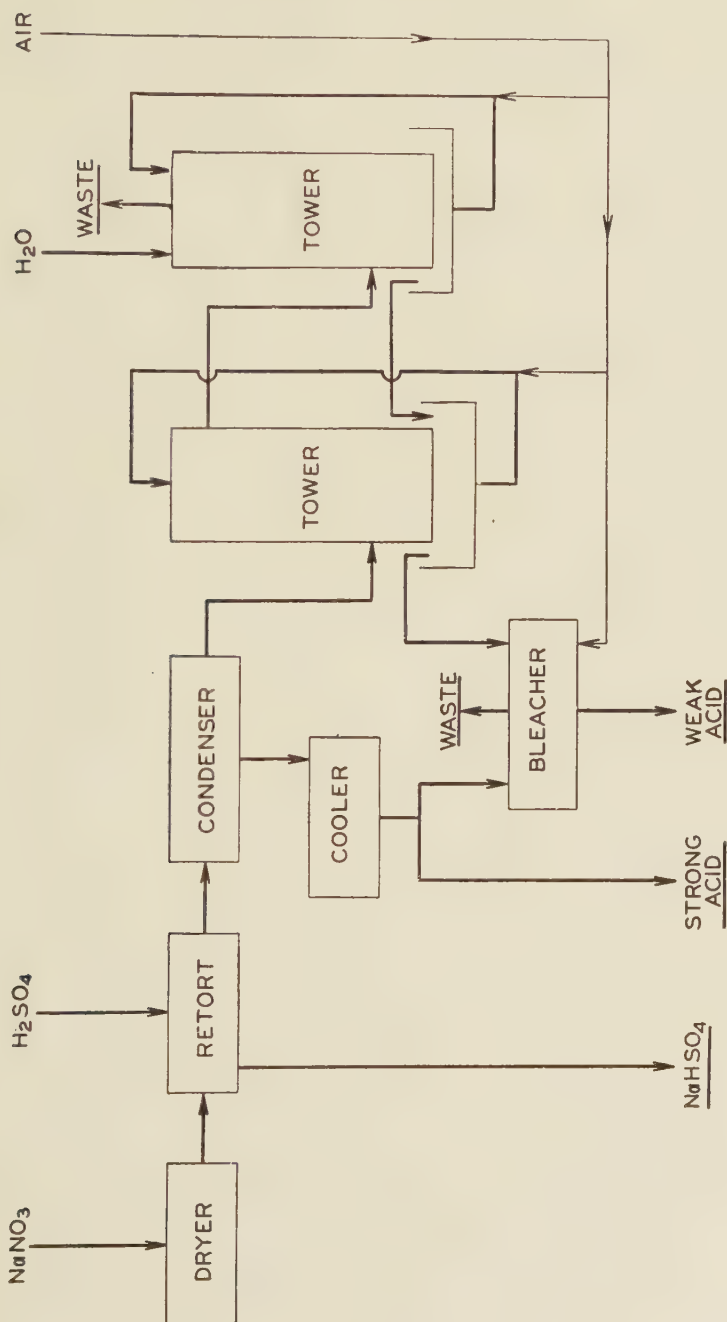 NaNO3
H2SO4
H2O
AIR
WASTE
DRYER
RETORT
CONDENSER
TOWER
TOWER
COOLER
WASTE
BLEACHER
NaHSO4
STRONG
ACID
WEAK
ACID